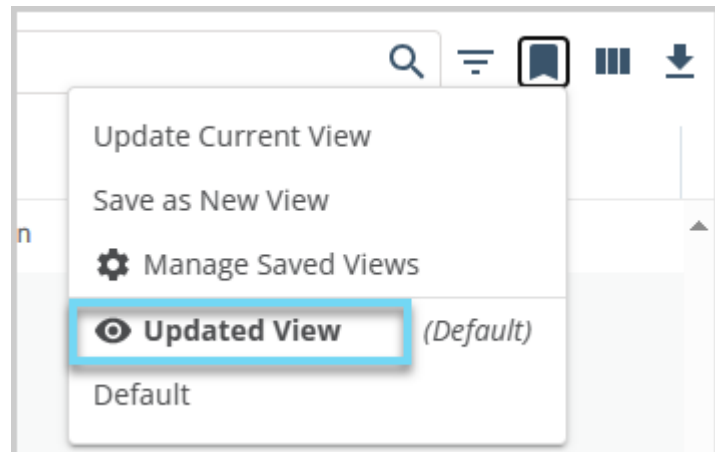 Update Current View
Save as New View
n
Manage Saved Views
Updated View (Default)
Default